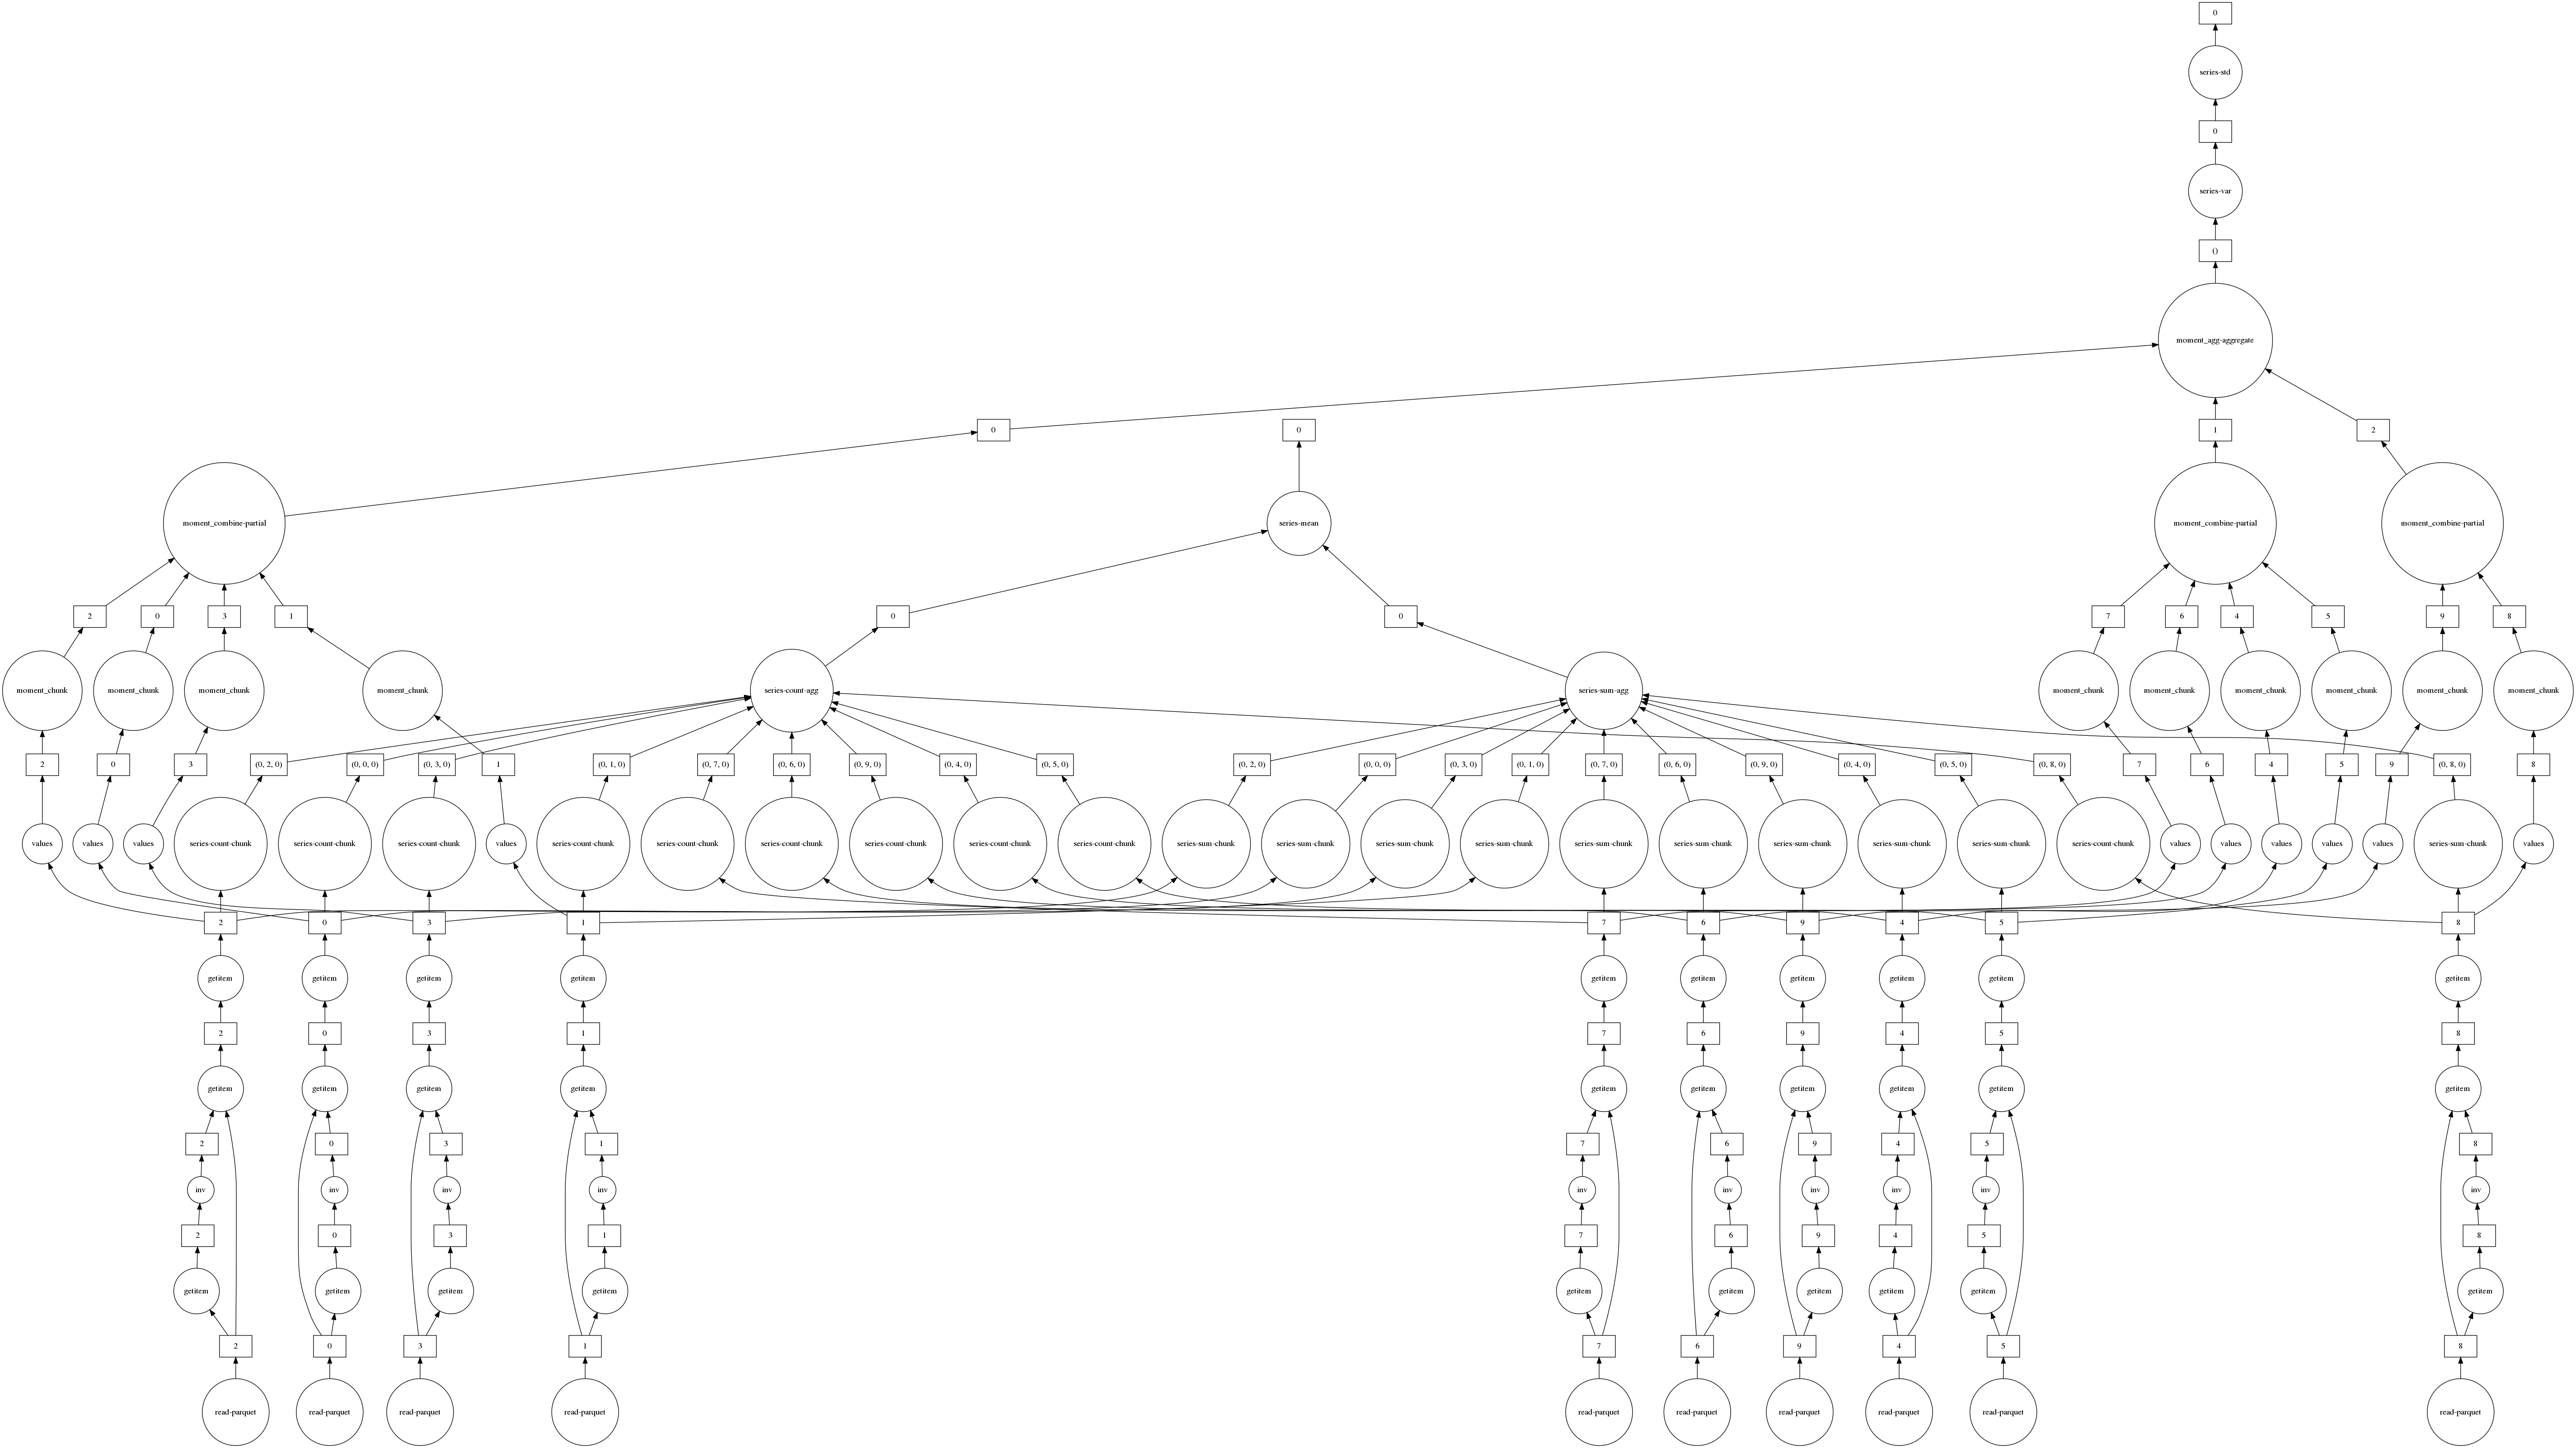 0
series-std
0
series-var
()
moment_agg-aggregate
0 0 1 2
moment_combine-partial series-mean moment_combine-partial moment_combine-partial
2 0 3 1 0 0 7 6 4 5 9 8
moment_chunk moment_chunk moment_chunk moment_chunk series-count-agg series-sum-agg moment_chunk moment_chunk moment_chunk moment_chunk moment_chunk moment_chunk
2 0 3 (0, 2, 0) (0, 0, 0) (0, 3, 0) 1 (0, 1, 0) (0, 7, 0) (0, 6, 0) (0, 9, 0) (0, 4, 0) (0, 5, 0) (0, 2, 0) (0, 0, 0) (0, 3, 0) (0, 1, 0) (0, 7, 0) (0, 6, 0) (0, 9, 0) (0, 4, 0) (0, 5, 0) (0, 8, 0) 7 6 4 5 9 (0, 8, 0) 8
values values values series-count-chunk series-count-chunk series-count-chunk values series-count-chunk series-count-chunk series-count-chunk series-count-chunk series-count-chunk series-count-chunk series-sum-chunk series-sum-chunk series-sum-chunk series-sum-chunk series-sum-chunk series-sum-chunk series-sum-chunk series-sum-chunk series-sum-chunk series-count-chunk values values values values values series-sum-chunk values
2 0 3 1 7 6 9 4 5 8
getitem getitem getitem getitem getitem getitem getitem getitem getitem getitem
2 0 3 1 7 6 9 4 5 8
getitem getitem getitem getitem getitem getitem getitem getitem getitem getitem
2 0 3 1 7 6 9 4 5 8
inv inv inv inv inv inv inv inv inv inv
2 0 3 1 7 6 9 4 5 8
getitem getitem getitem getitem getitem getitem getitem getitem getitem getitem
2 0 3 1 7 6 9 4 5 8
read-parquet read-parquet read-parquet read-parquet read-parquet read-parquet read-parquet read-parquet read-parquet read-parquet